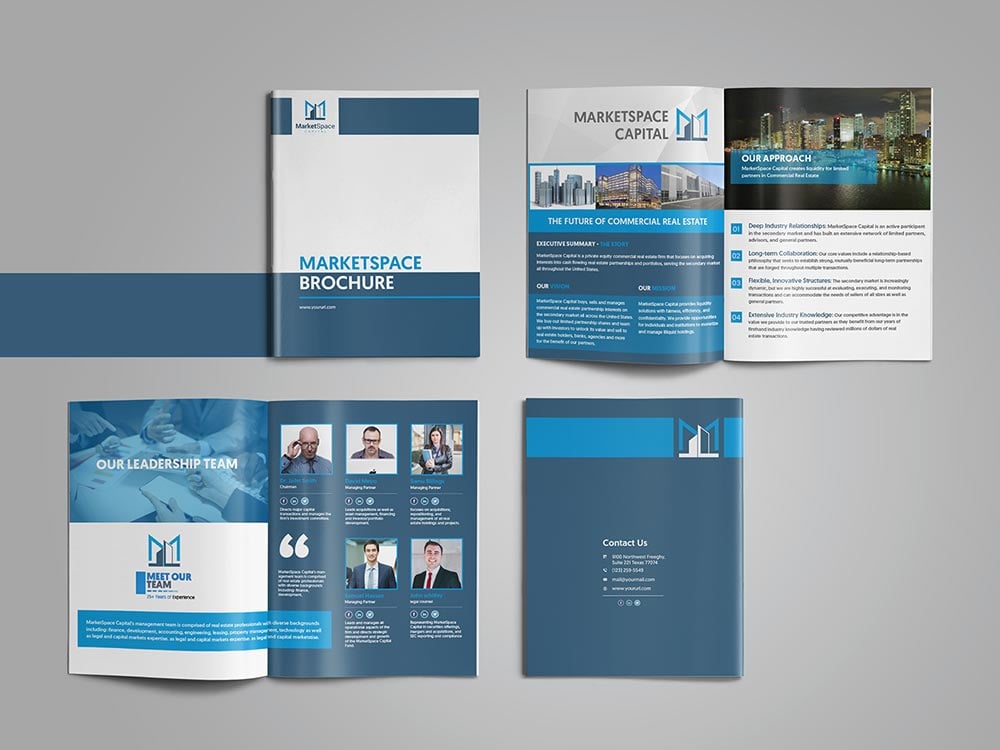 MarketSpace
CAPITAL
MARKETSPACE
BROCHURE
www.yoururl.com
MARKETSPACE
CAPITAL
THE FUTURE OF COMMERCIAL REAL ESTATE
EXECUTIVE SUMMARY - THE STORY
MarketSpace Capital is a private equity commercial real estate firm that focuses on acquiring
interests into cash flowing real estate partnerships and portfolios, serving the secondary market
all throughout the United States.
OUR VISION
MarketSpace Capital buys, sells and manages
commercial real estate partnership interests on
the secondary market all across the United States.
We buy out limited partnership shares and team
up with investors to unlock its value and sell to
real estate holders, banks, agencies and more
for the benefit of our partners.
OUR MISSION
MarketSpace Capital provides liquidity
solutions with fairness, efficiency, and
confidentiality. We provide opportunities
for individuals and institutions to monetize
and manage illiquid holdings.
OUR APPROACH
MarketSpace Capital creates liquidity for limited
partners in Commercial Real Estate
01 Deep Industry Relationships: MarketSpace Capital is an active participant
in the secondary market and has built an extensive network of limited partners,
advisors, and general partners.
02 Long-term Collaboration: Our core values include a relationship-based
philosophy that seeks to establish strong, mutually beneficial long-term partnerships
that are forged throughout multiple transactions.
03 Flexible, Innovative Structures: The secondary market is increasingly
dynamic, but we are highly successful at evaluating, executing, and monitoring
transactions and can accommodate the needs of sellers of all sizes as well as
general partners.
04 Extensive Industry Knowledge: Our competitive advantage is in the
value we provide to our trusted partners as they benefit from our years of
firsthand industry knowledge having reviewed millions of dollars of real
estate transactions.
OUR LEADERSHIP TEAM
MEET OUR
TEAM
25+ Years of Experience
MarketSpace Capital's management team is comprised of real estate professionals with diverse backgrounds
including: finance, development, accounting, engineering, leasing, property management, technology as well
as legal and capital markets expertise. as legal and capital markets expertise. as legal and capital marketsise.
Dr. John Smith
Chairman
Directs major capital
transactions and manages the
firm's investment committee.
David Meyro
Managing Partner
Leads acquisitions as well as
asset management, financing
and investor/portfolio
development.
Samia Billings
Managing Partner
Focuses on acquisitions,
repositioning, and
management of all real
estate holdings and projects.
MarketSpace Capital's man-
agement team is comprised
of real estate professionals
with diverse backgrounds
including: finance,
development,
Samuel Hassan
Managing Partner
Leads and manages all
operational aspects of the
firm and directs strategic
development and growth
of the MarketSpace Capital
Fund.
John whitley
legal counsel
Representing MarketSpace
Capital in securities offerings,
mergers and acquisitions, and
SEC reporting and compliance
Contact Us
9100 Northwest Freeghy,
Suite 221 Texas 77074
(123) 259-5549
mail@yourmail.com
www.yoururl.com